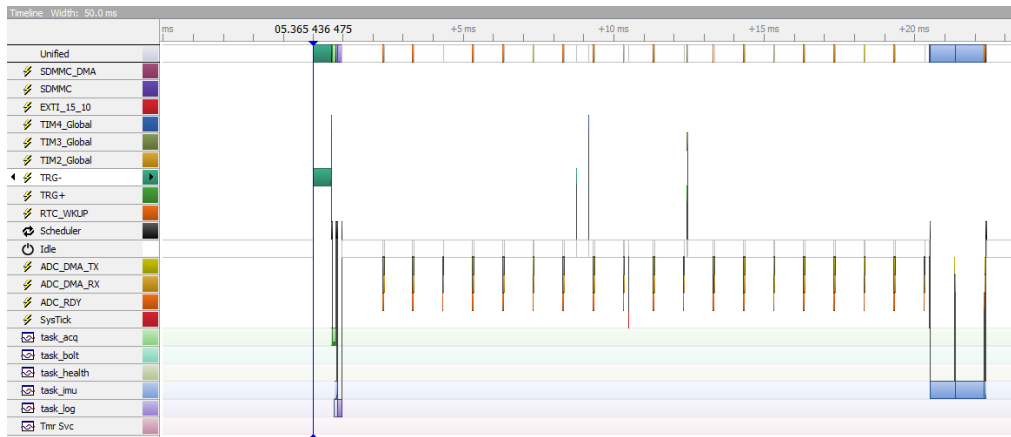 Timeline Width: 50.0 ms
ms 05.365 436 475 +5 ms +10 ms +15 ms +20 ms
Unified
SDMMC_DMA
SDMMC
EXTI_15_10
TIM4_Global
TIM3_Global
TIM2_Global
TRG-
TRG+
RTC_WKUP
Scheduler
Idle
ADC_DMA_TX
ADC_DMA_RX
ADC_RDY
SysTick
task_acq
task_bolt
task_health
task_imu
task_log
Tmr Svc